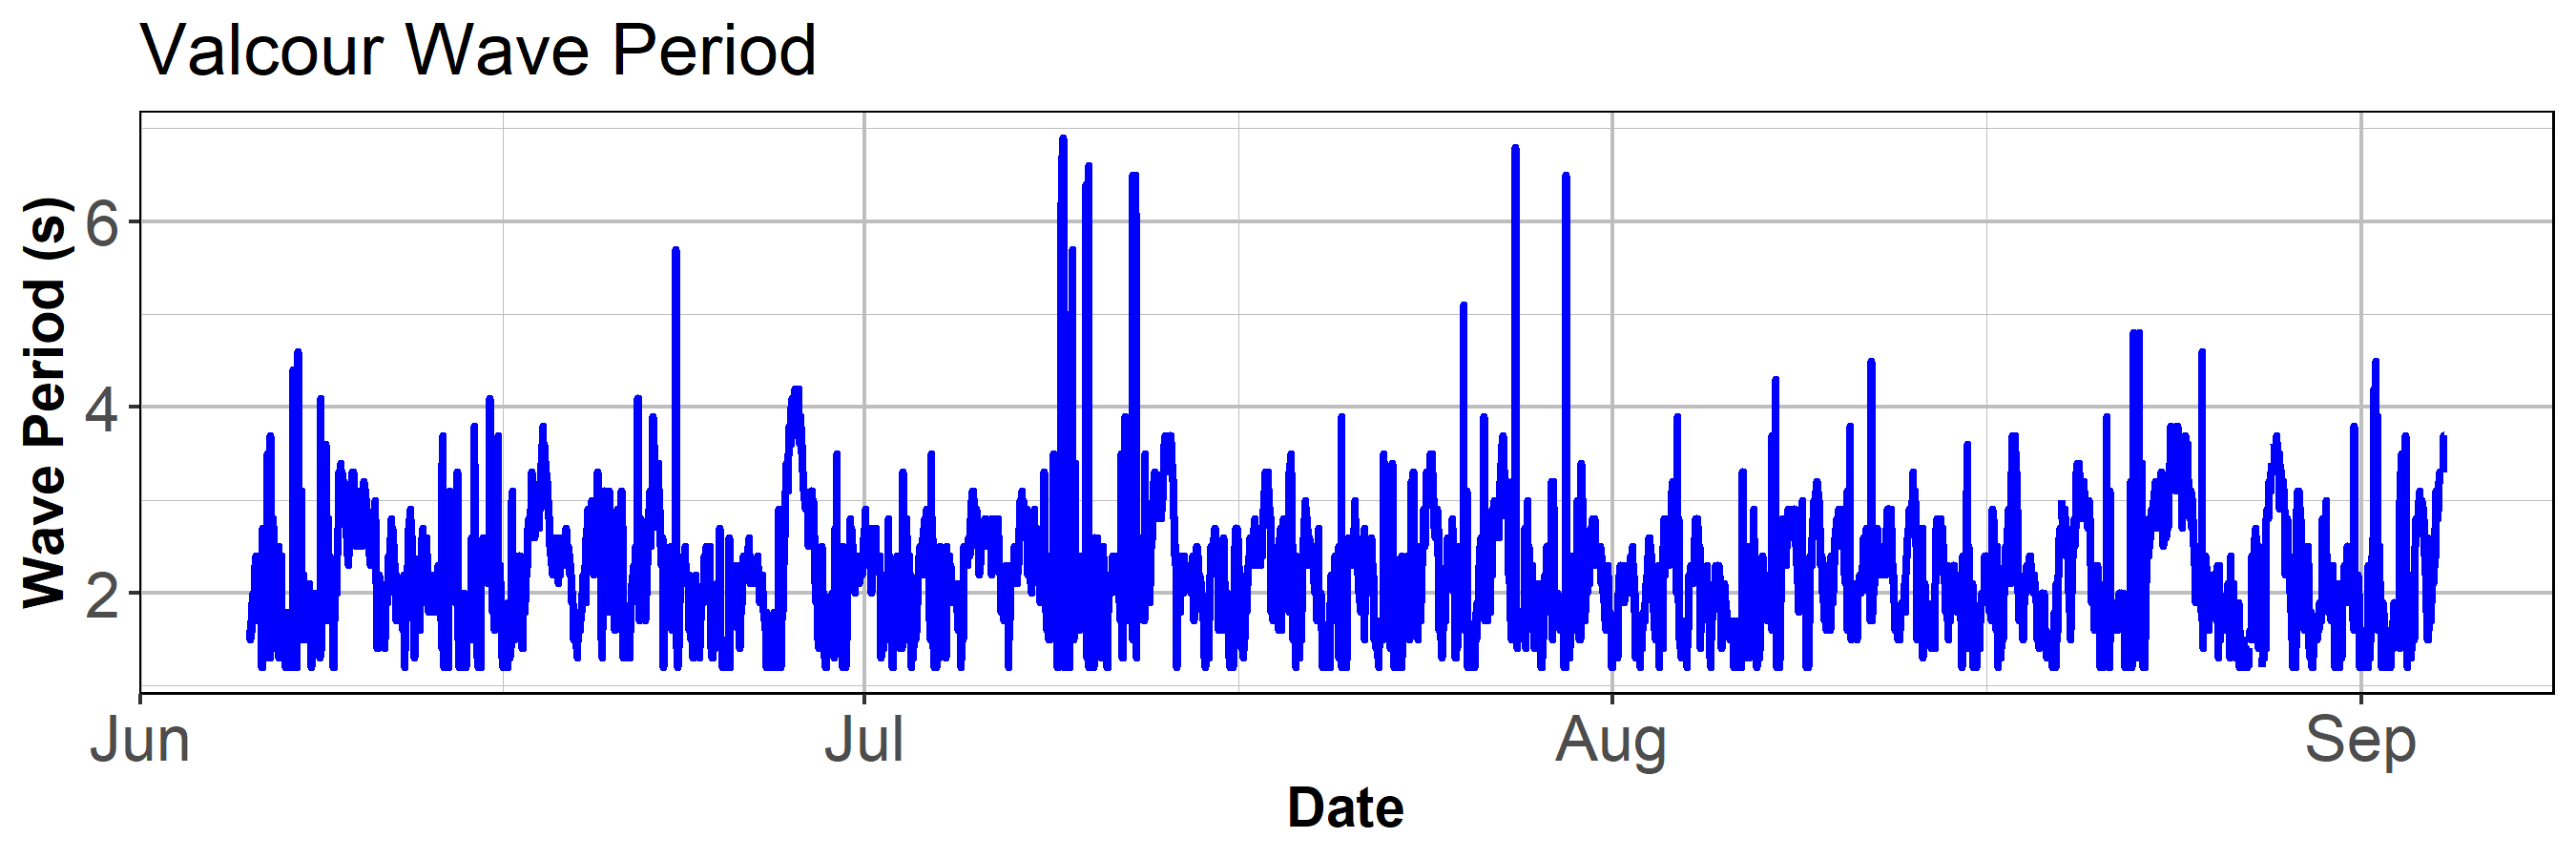 Valcour Wave Period
Wave Period (s)
6
4
2
Jun Jul Aug Sep
Date